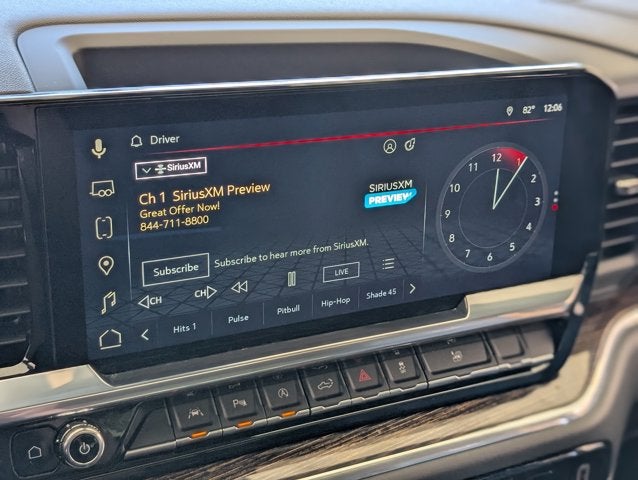 Driver
82° 12:06
SiriusXM
Ch 1 SiriusXM Preview
Great Offer Now!
844-711-8800
SIRIUSXM
PREVIEW
Subscribe
Subscribe to hear more from SiriusXM.
CH
CH
LIVE
Hits 1
Pulse
Pitbull
Hip-Hop
Shade 45
12
1
2
3
4
5
6
7
8
9
10
11